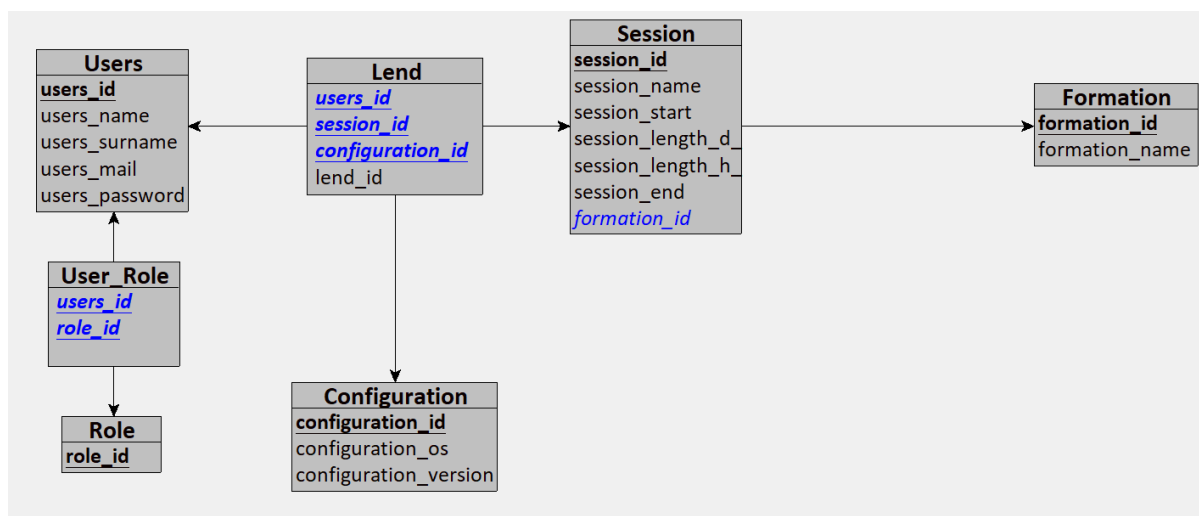 Users
users_id
users_name
users_surname
users_mail
users_password
Lend
users_id
session_id
configuration_id
lend_id
Session
session_id
session_name
session_start
session_length_d_
session_length_h_
session_end
formation_id
Formation
formation_id
formation_name
User_Role
users_id
role_id
Role
role_id
Configuration
configuration_id
configuration_os
configuration_version